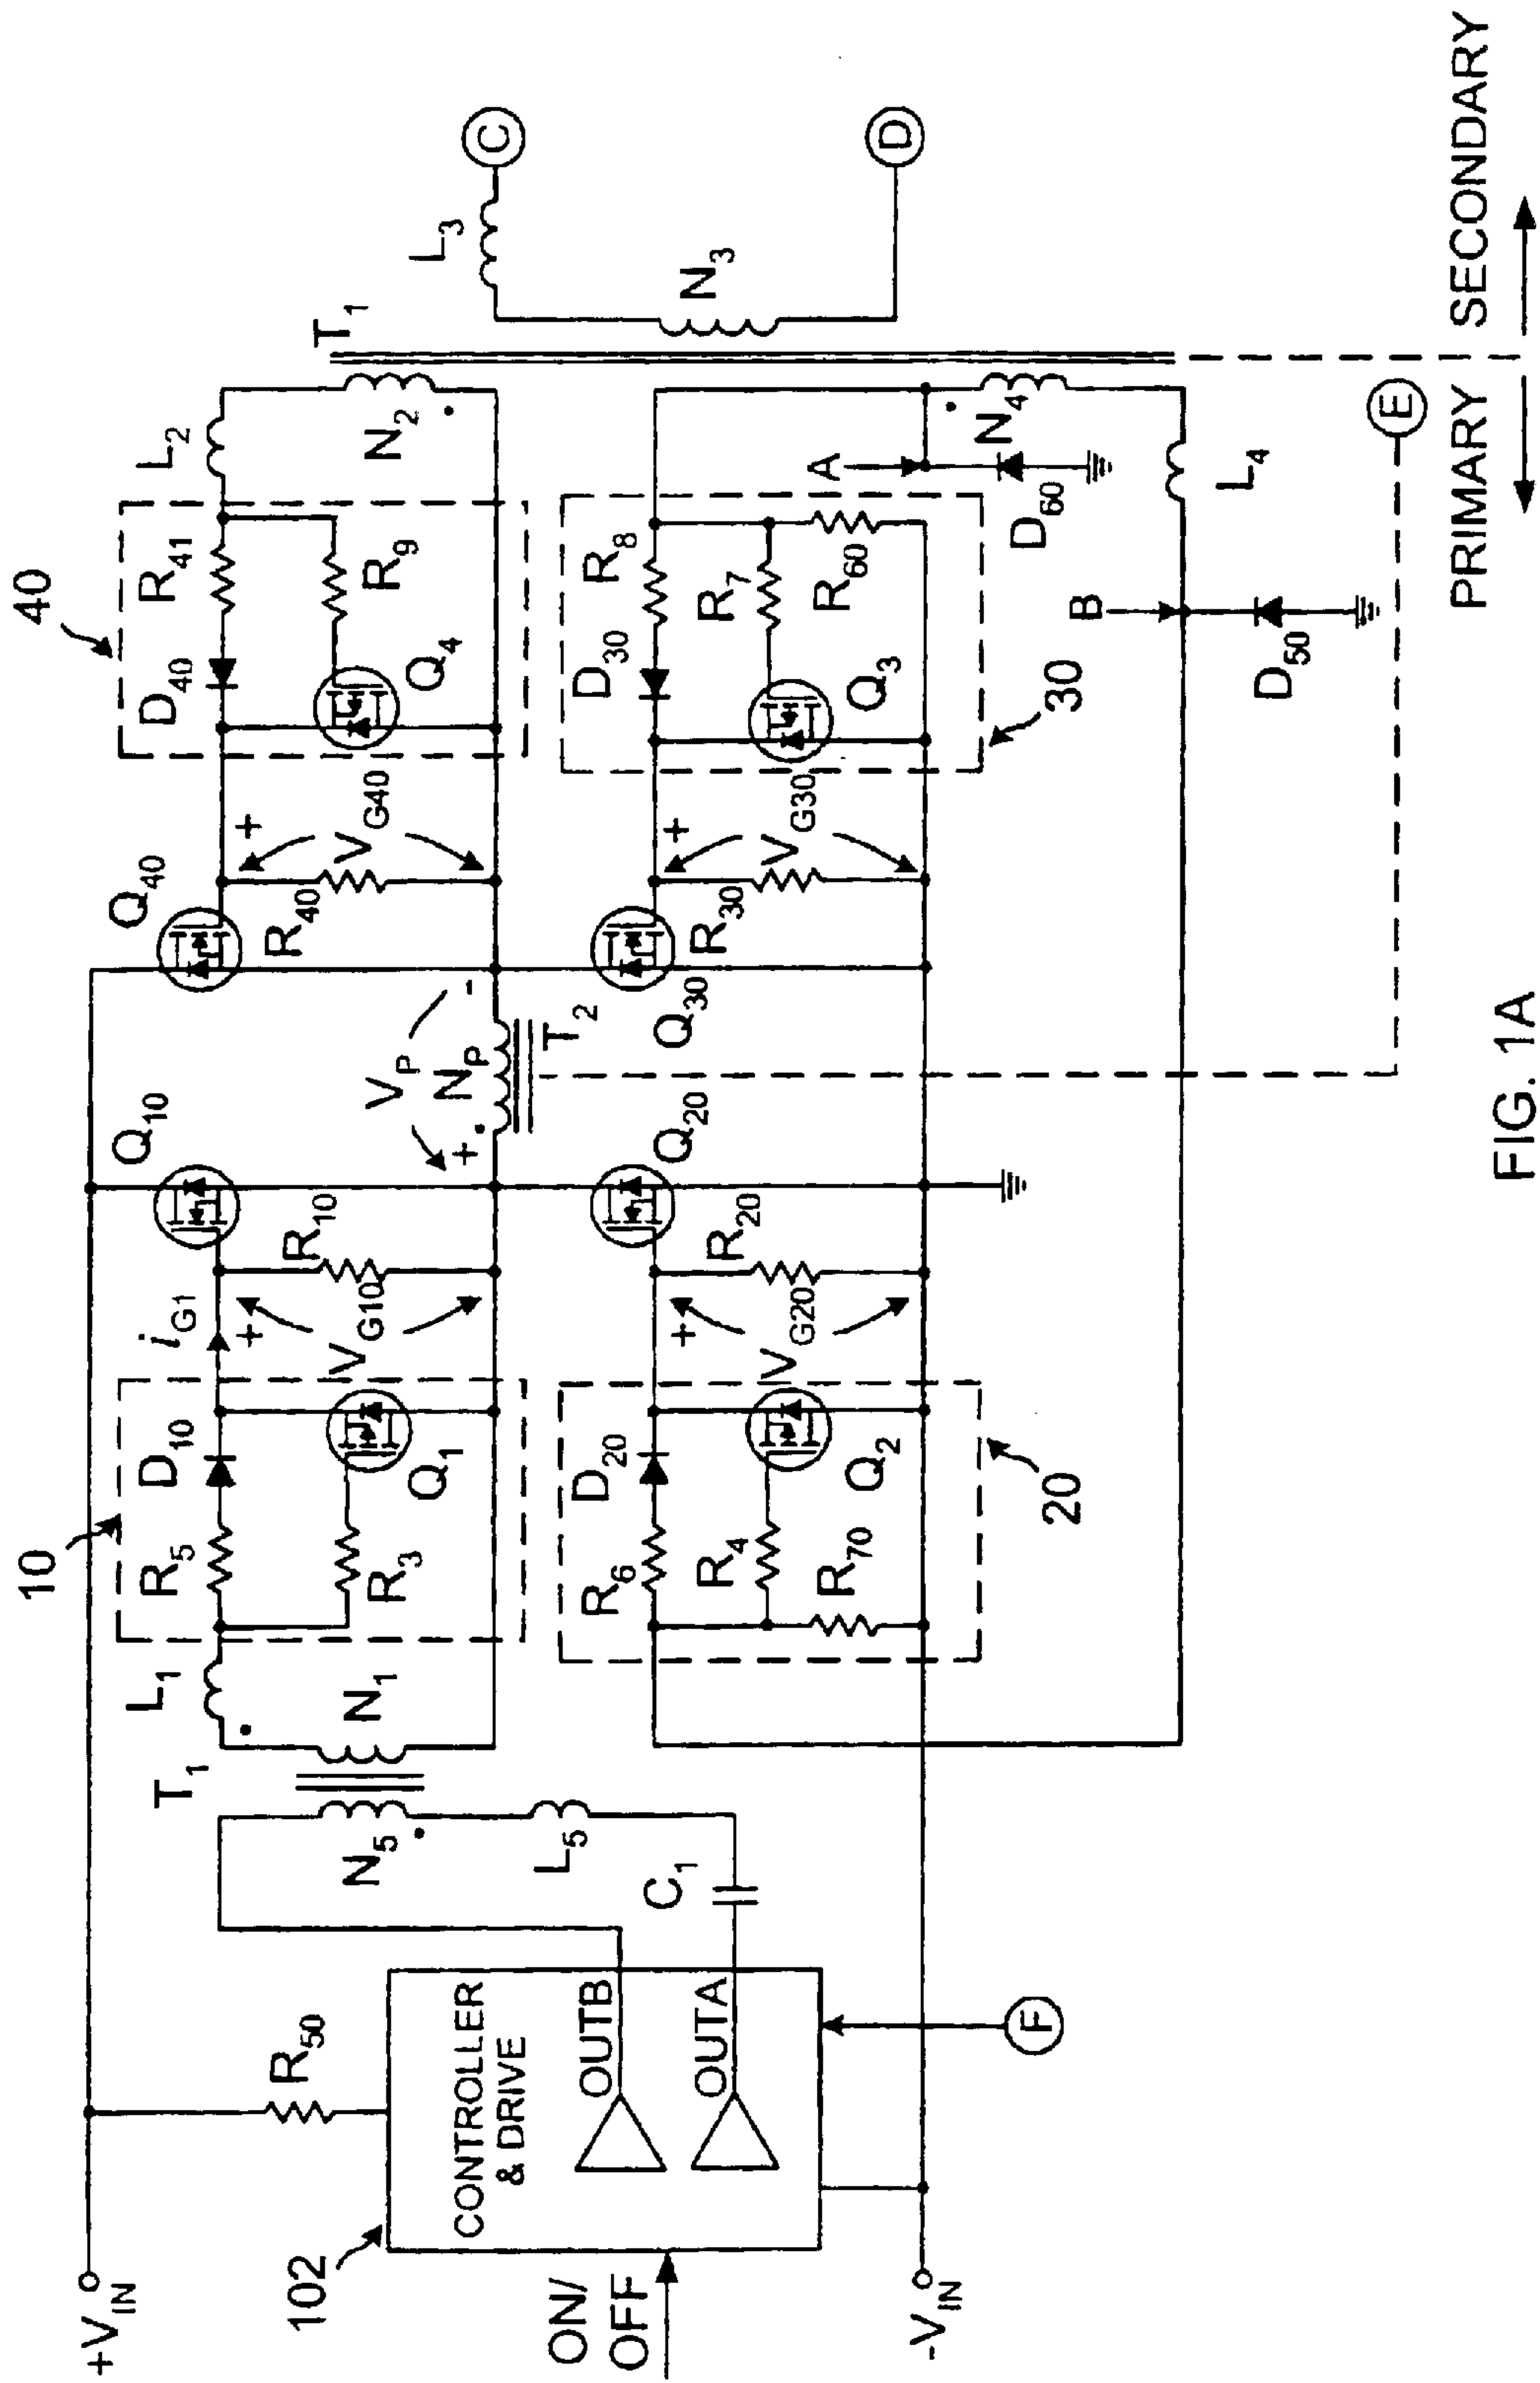 10
40
Q10
Q40
T1
L1
R5
D10
iG1
D40
R41
L2
T1
N5
N1
R3
Q1
+
VG10
R10
VP
+
-
NP
T2
R40
+
VG40
Q4
R9
N2
L3
C
N3
D
+VIN
R50
L5
C1
102
CONTROLLER
& DRIVE
OUTB
OUTA
ON/
OFF
F
-VIN
R6
D20
R4
R70
Q2
+
VG20
R20
Q20
Q30
R30
+
VG30
D30
R8
R7
R60
Q3
A
D60
N4
20
30
B
D50
L4
E
PRIMARY
SECONDARY
FIG. 1A